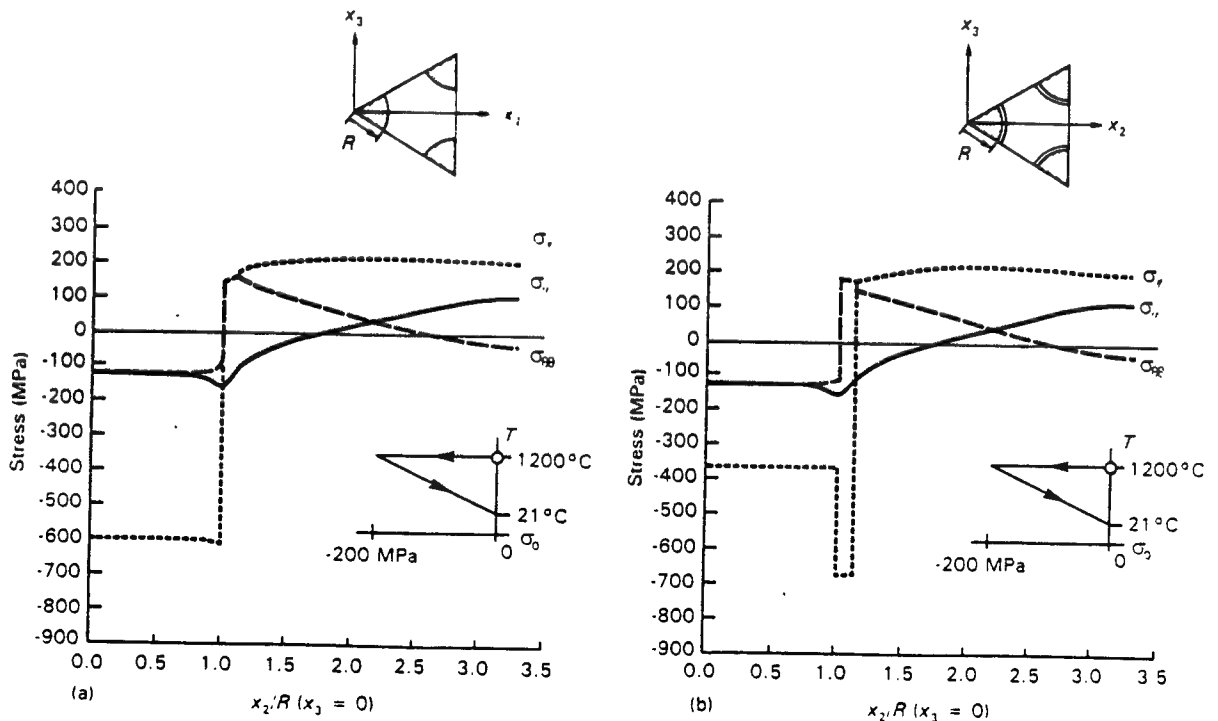 x₃
R
400
300
200
100
0
-100
-200
-300
-400
-500
-600
-700
-800
-900
Stress (MPa)
σθθ
T
1200°C
21°C
-200 MPa
0
σ₀
0.0 0.5 1.0 1.5 2.0 2.5 3.0 3.5
(a)
x₂/R (x₃ = 0)
x₃
x₂
R
400
300
200
100
0
-100
-200
-300
-400
-500
-600
-700
-800
-900
Stress (MPa)
T
1200°C
21°C
-200 MPa
0
0.0 0.5 1.0 1.5 2.0 2.5 3.0 3.5
(b)
x₂/R (x₃ = 0)